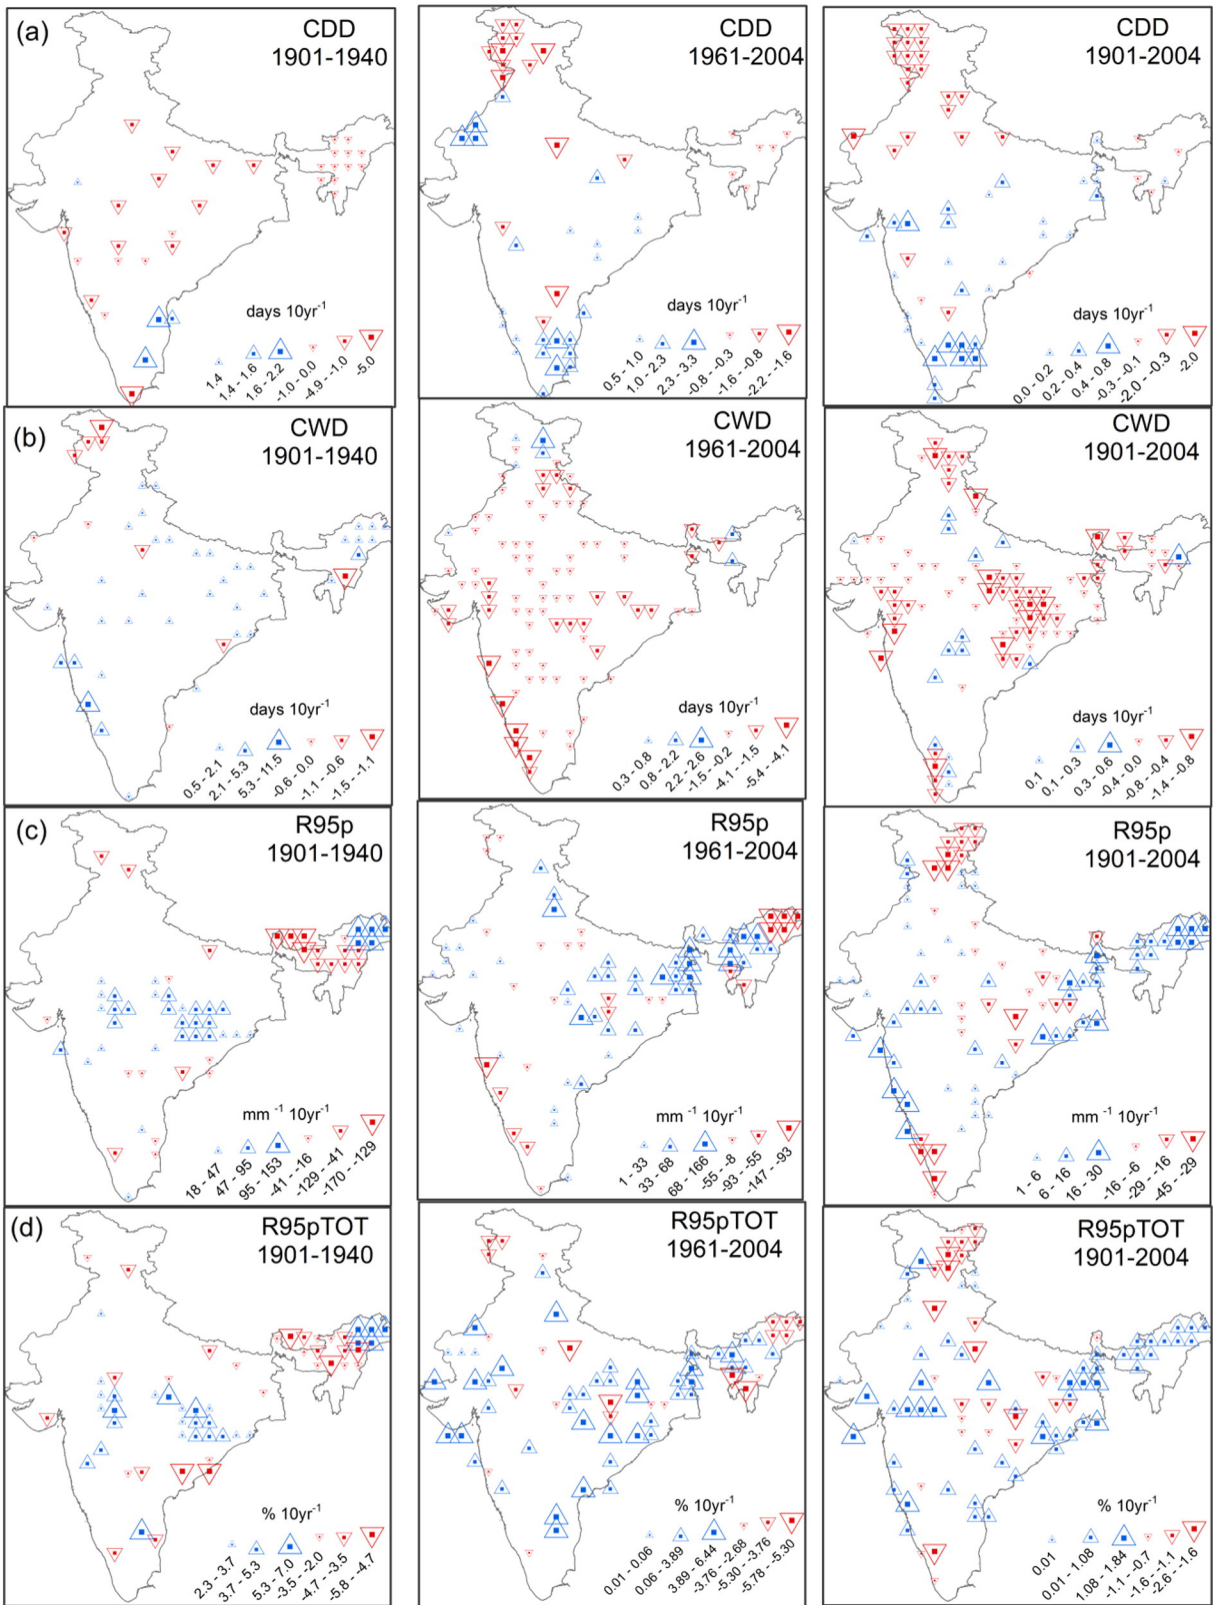 (a)
CDD
1901-1940
days 10yr-1
1.4
1.4 - 1.6
1.6 - 2.2
-1.0 - 0.0
-4.9 - -1.0
-5.0
CDD
1961-2004
days 10yr-1
0.5 - 1.0
1.0 - 2.3
2.3 - 3.3
-0.8 - -0.3
-1.6 - -0.8
-2.2 - -1.6
CDD
1901-2004
days 10yr-1
0.0 - 0.2
0.2 - 0.4
0.4 - 0.8
-0.3 - -0.1
-2.0 - -0.3
-2.0
(b)
CWD
1901-1940
days 10yr-1
0.5 - 2.1
2.1 - 5.3
5.3 - 11.5
-0.6 - 0.0
-1.1 - -0.6
-1.5 - -1.1
CWD
1961-2004
days 10yr-1
0.3 - 0.8
0.8 - 2.2
2.2 - 2.6
-1.5 - -0.2
-4.1 - -1.5
-5.4 - -4.1
CWD
1901-2004
days 10yr-1
0.1
0.1 - 0.3
0.3 - 0.6
-0.4 - 0.0
-0.8 - -0.4
-1.4 - -0.8
(c)
R95p
1901-1940
mm -1 10yr-1
18 - 47
47 - 95
95 - 153
-41 - -16
-129 - -41
-170 - -129
R95p
1961-2004
mm -1 10yr-1
1 - 33
33 - 68
68 - 166
-55 - -8
-93 - -55
-147 - -93
R95p
1901-2004
mm -1 10yr-1
1 - 6
6 - 16
16 - 30
-16 - -6
-29 - -16
-45 - -29
(d)
R95pTOT
1901-1940
% 10yr-1
2.3 - 3.7
3.7 - 5.3
5.3 - 7.0
-3.5 - -2.0
-4.7 - -3.5
-5.8 - -4.7
R95pTOT
1961-2004
% 10yr-1
0.01 - 0.06
0.06 - 3.89
3.89 - 6.44
-3.76 - -2.68
-5.30 - -3.76
-5.78 - -5.30
R95pTOT
1901-2004
% 10yr-1
0.01
0.01 - 1.08
1.08 - 1.84
-1.1 - -0.7
-1.6 - -1.1
-2.6 - -1.6